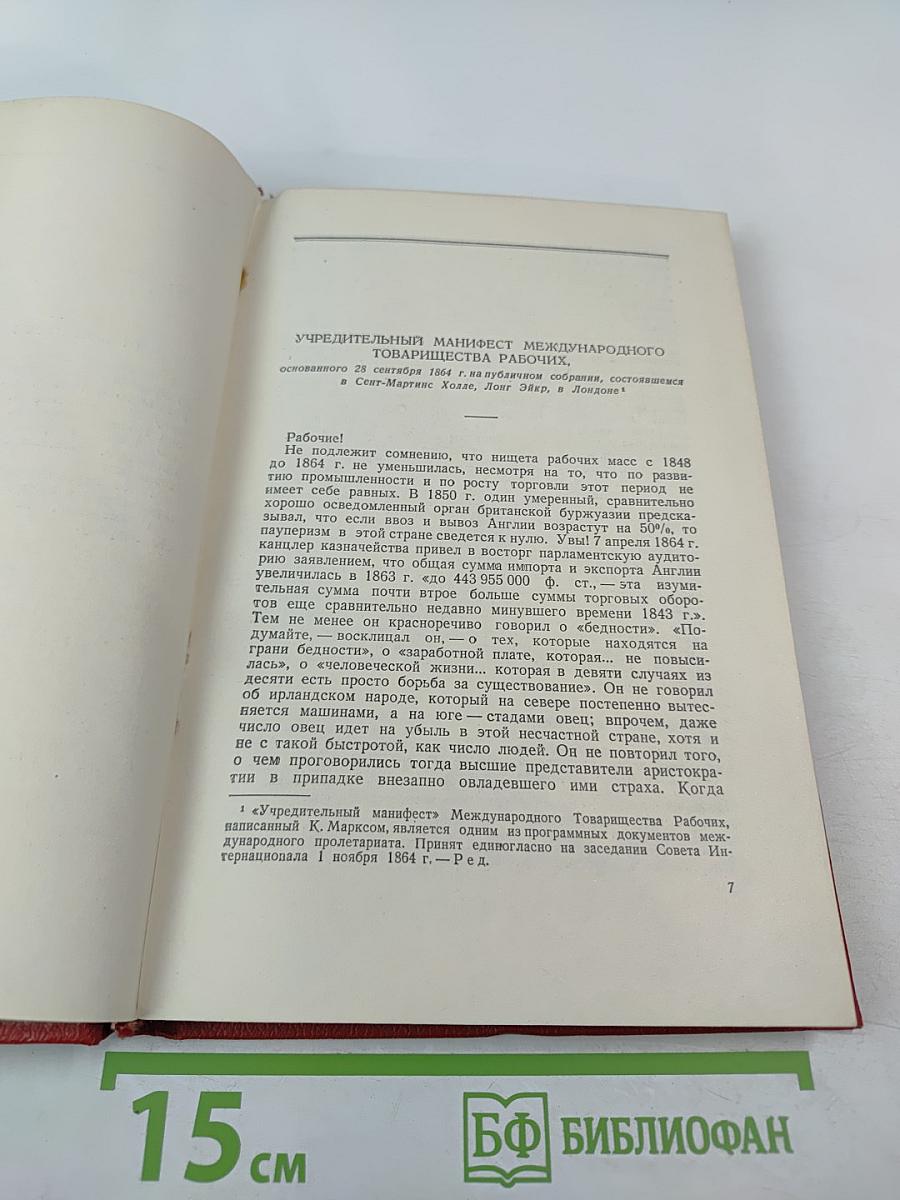 УЧРЕДИТЕЛЬНЫЙ МАНИФЕСТ МЕЖДУНАРОДНОГО
ТОВАРИЩЕСТВА РАБОЧИХ,
основанного 28 сентября 1864 г. на публичном собрании, состоявшемся
в Сент-Мартинс Холле, Лонг Эйкр, в Лондоне ¹
Рабочие!
Не подлежит сомнению, что нищета рабочих масс с 1848
до 1864 г. не уменьшилась, несмотря на то, что по разви-
тию промышленности и по росту торговли этот период не
имеет себе равных. В 1850 г. один умеренный, сравнительно
хорошо осведомленный орган британской буржуазии предска-
зывал, что если ввоз и вывоз Англии возрастут на 50%, то
пауперизм в этой стране сведется к нулю. Увы! 7 апреля 1864 г.
канцлер казначейства привел в восторг парламентскую аудито-
рию заявлением, что общая сумма импорта и экспорта Англии
увеличилась в 1863 г. «до 443 955 000 ф. ст., — эта изуми-
тельная сумма почти втрое больше суммы торговых оборо-
тов еще сравнительно недавно минувшего времени 1843 г.».
Тем не менее он красноречиво говорил о «бедности». «По-
думайте, — восклицал он, — о тех, которые находятся на
грани бедности», о «заработной плате, которая... не повыси-
лась», о «человеческой жизни... которая в девяти случаях из
десяти есть просто борьба за существование». Он не говорил
об ирландском народе, который на севере постепенно вытес-
няется машинами, а на юге — стадами овец; впрочем, даже
число овец идет на убыль в этой несчастной стране, хотя и
не с такой быстротой, как число людей. Он не повторил того,
о чем проговорились тогда высшие представители аристокра-
тии в припадке внезапно овладевшего ими страха. Когда
¹ «Учредительный манифест» Международного Товарищества Рабочих,
написанный К. Марксом, является одним из программных документов меж-
дународного пролетариата. Принят единогласно на заседании Совета Ин-
тернационала 1 ноября 1864 г. — Р е д.
7
15 см
БФ БИБЛИОФАН